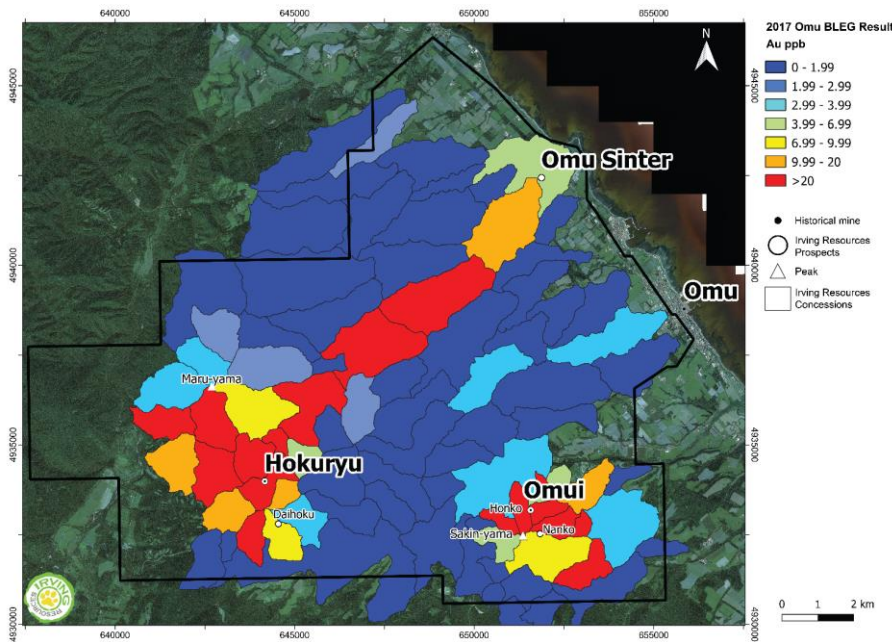 640000
645000
650000
655000
2017 Omu BLEG Result
Au ppb
0 - 1.99
1.99 - 2.99
2.99 - 3.99
3.99 - 6.99
6.99 - 9.99
9.99 - 20
>20
Historical mine
Irving Resources
Prospects
Peak
Irving Resources
Concessions
N
4945000
4945000
Omu Sinter
4940000
4940000
Omu
Maru-yama
4935000
4935000
Hokuryu
Omui
Honko
Daihoku
Sakin-yama
Nanko
IRVING
RESOURCES
0 1 2 km
4930000
4930000
640000
645000
650000
655000